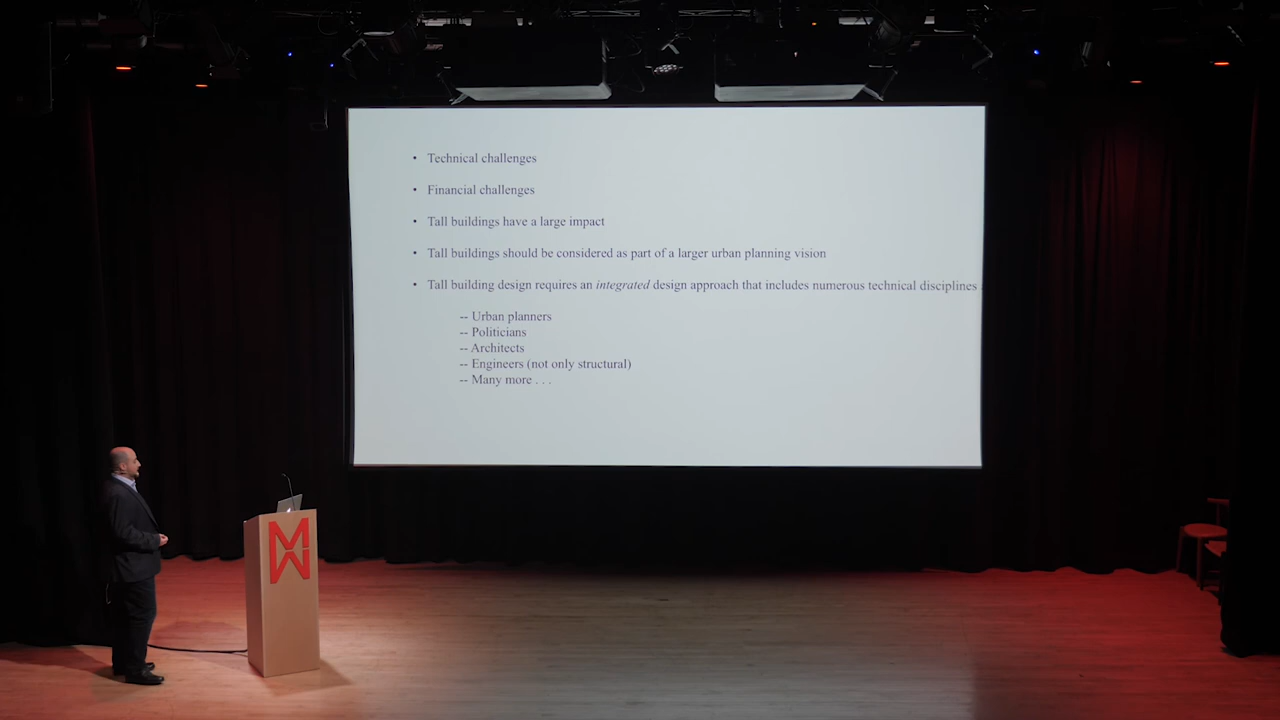 • Technical challenges
• Financial challenges
• Tall buildings have a large impact
• Tall buildings should be considered as part of a larger urban planning vision
• Tall building design requires an integrated design approach that includes numerous technical disciplines
-- Urban planners
-- Politicians
-- Architects
-- Engineers (not only structural)
-- Many more . . .